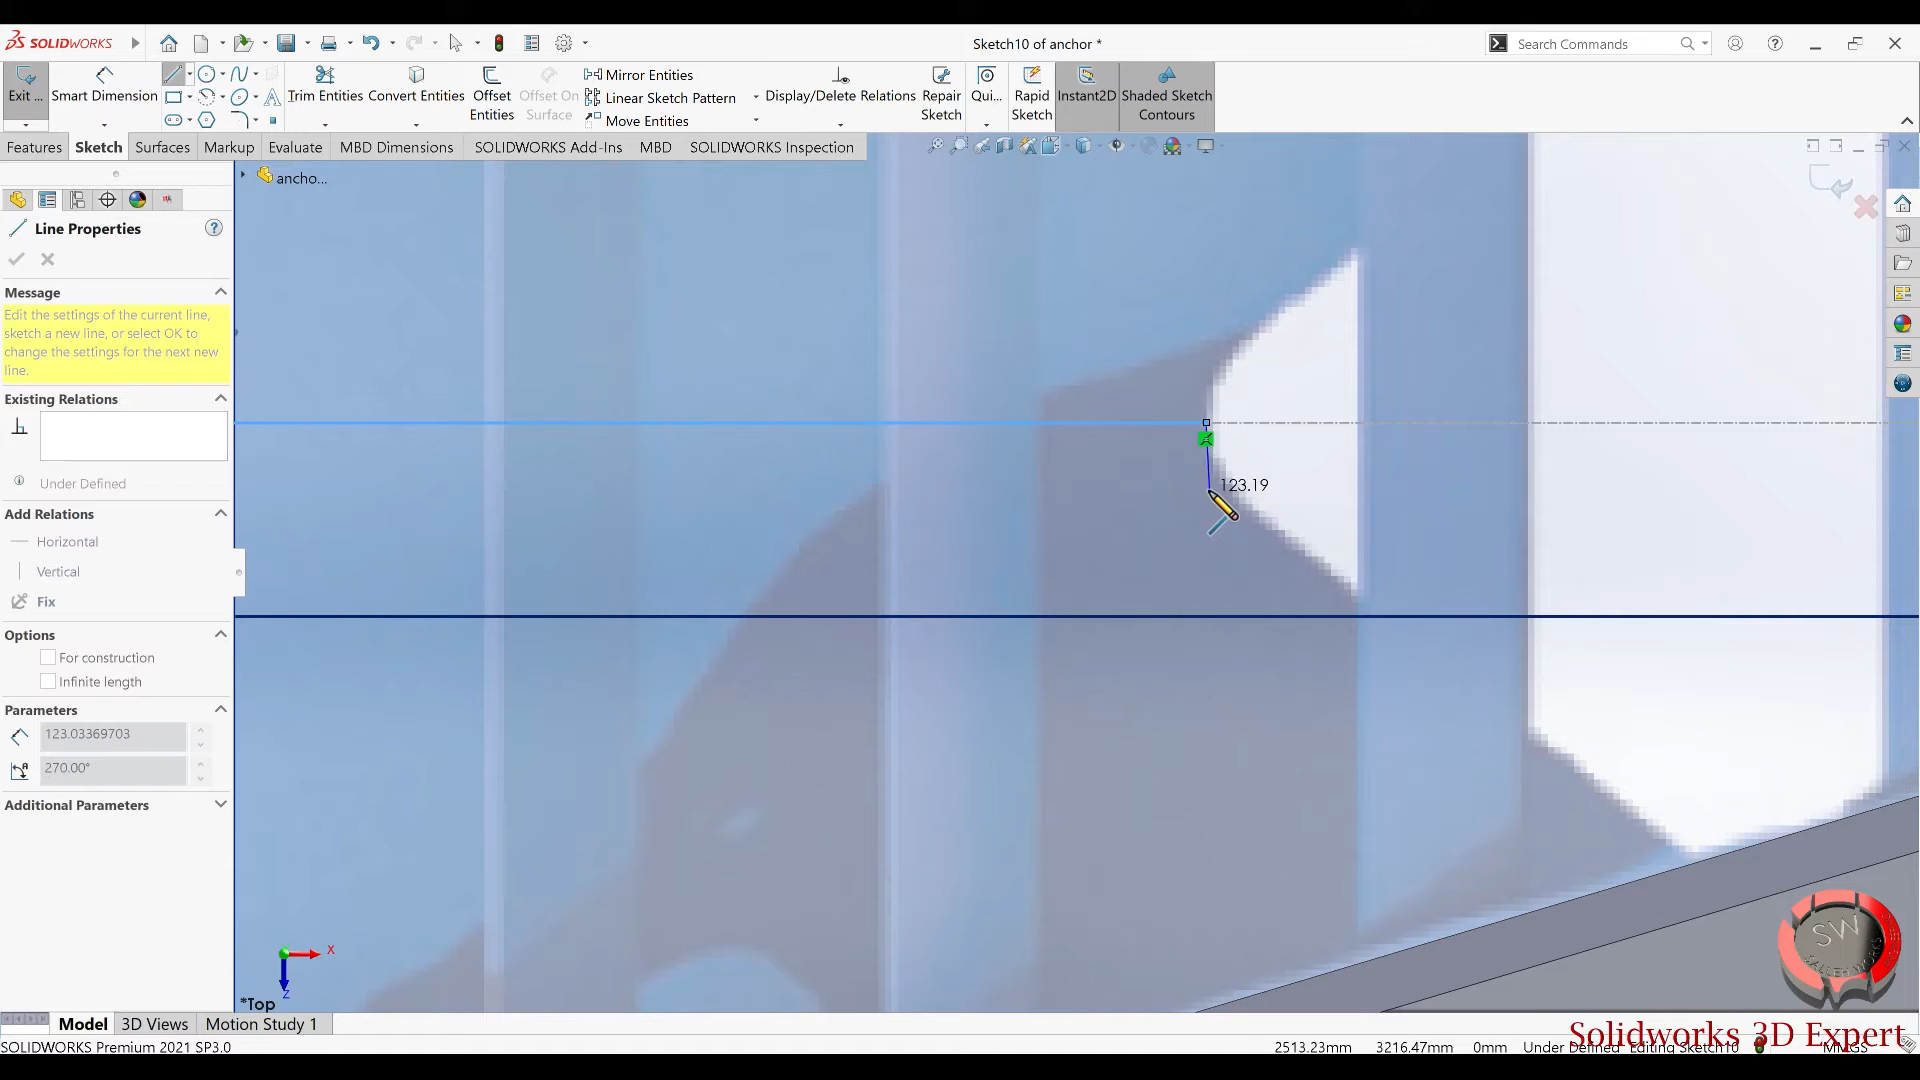 SOLIDWORKS
Sketch10 of anchor *
Search Commands
Exit ...
Smart Dimension
Trim Entities
Convert Entities
Offset Entities
Offset On Surface
Mirror Entities
Linear Sketch Pattern
Move Entities
Display/Delete Relations
Repair Sketch
Qui...
Rapid Sketch
Instant2D
Shaded Sketch Contours
Features
Sketch
Surfaces
Markup
Evaluate
MBD Dimensions
SOLIDWORKS Add-Ins
MBD
SOLIDWORKS Inspection
ancho...
Line Properties
Message
Edit the settings of the current line,
sketch a new line, or select OK to
change the settings for the next new
line.
Existing Relations
Under Defined
Add Relations
Horizontal
Vertical
Fix
Options
For construction
Infinite length
Parameters
123.03369703
270.00°
Additional Parameters
123.19
X
Z
*Top
SW
Model
3D Views
Motion Study 1
Solidworks 3D Expert
SOLIDWORKS Premium 2021 SP3.0
2513.23mm
3216.47mm
0mm
Under Defined
Editing Sketch10
MMGS